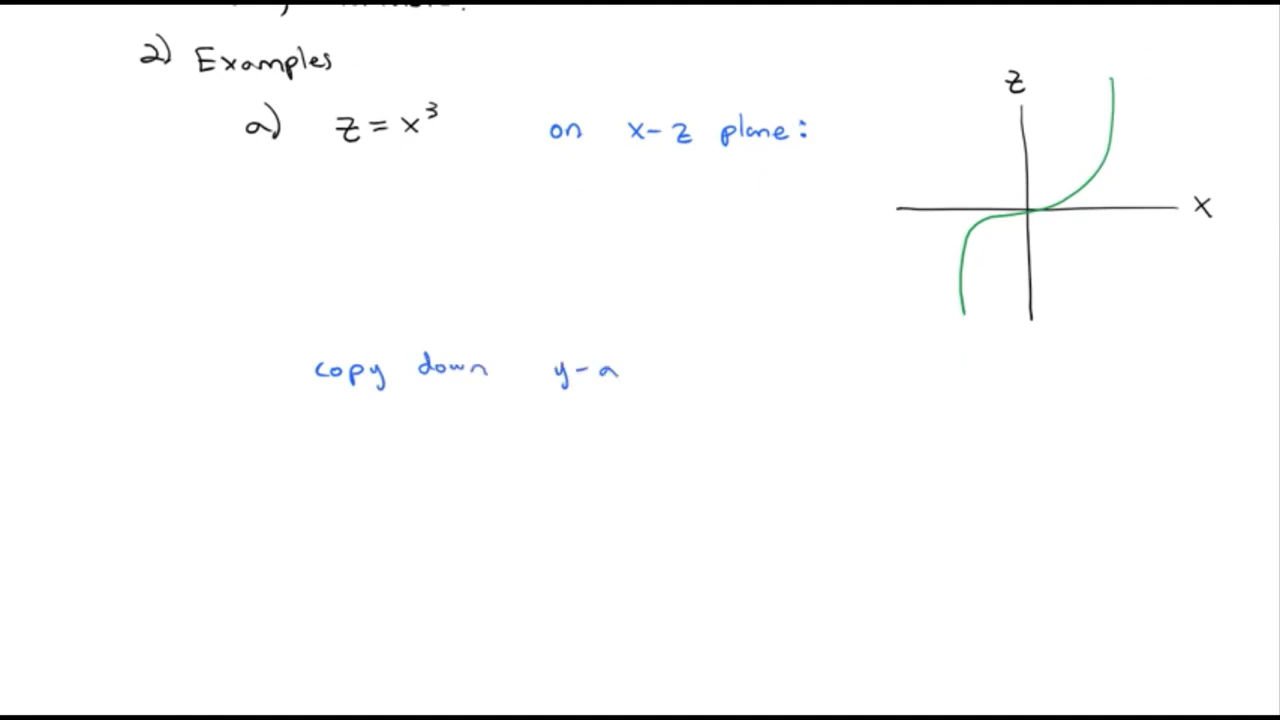 2) Examples
a) z = x³ on x-z plane:
z
x
copy down y-a